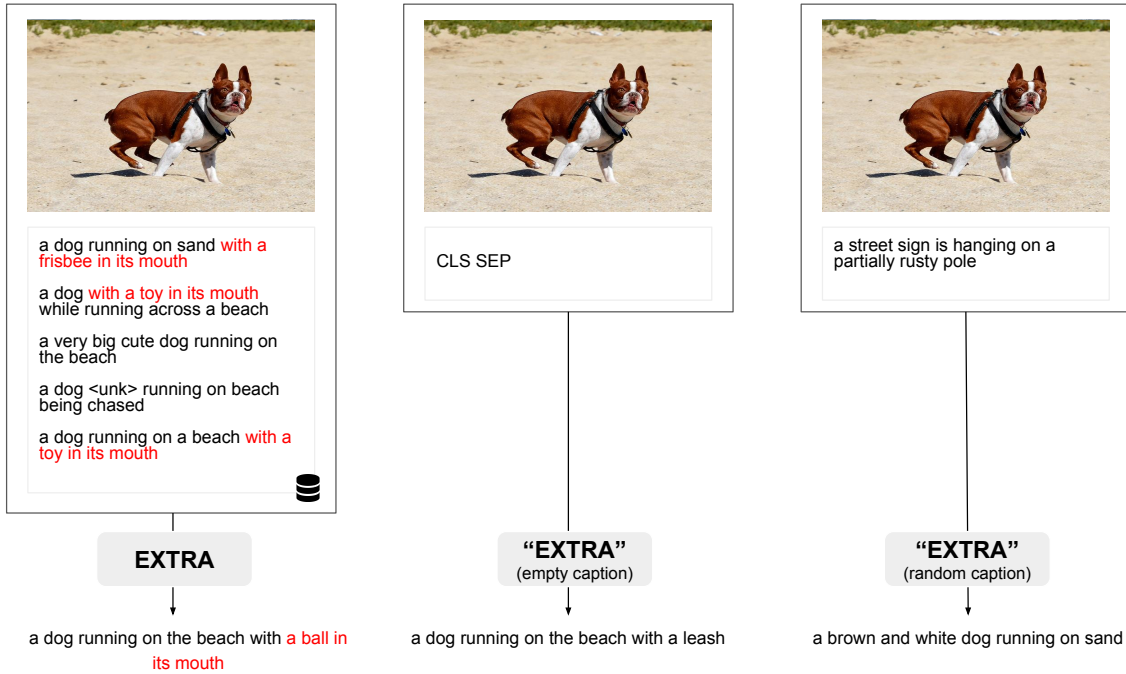 a dog running on sand with a
frisbee in its mouth
a dog with a toy in its mouth
while running across a beach
a very big cute dog running on
the beach
a dog <unk> running on beach
being chased
a dog running on a beach with a
toy in its mouth
EXTRA
a dog running on the beach with a ball in
its mouth
CLS SEP
“EXTRA”
(empty caption)
a dog running on the beach with a leash
a street sign is hanging on a
partially rusty pole
“EXTRA”
(random caption)
a brown and white dog running on sand